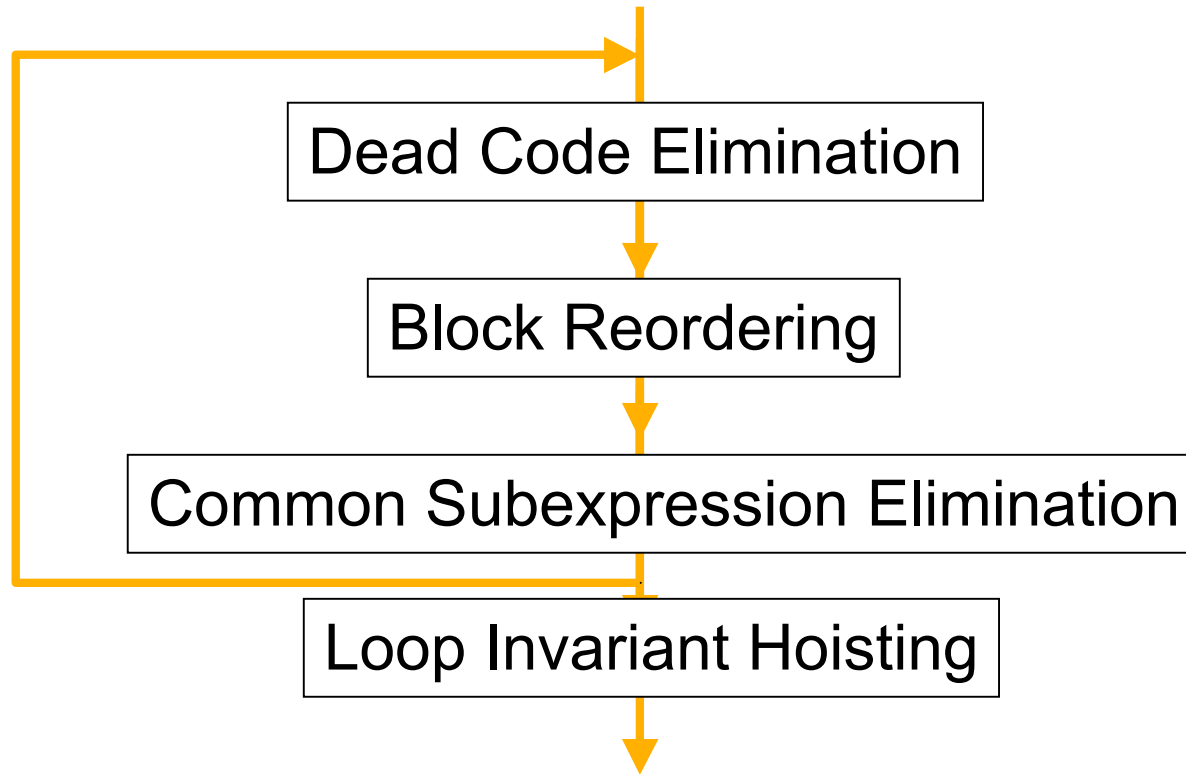 Dead Code Elimination
Block Reordering
Common Subexpression Elimination
Loop Invariant Hoisting